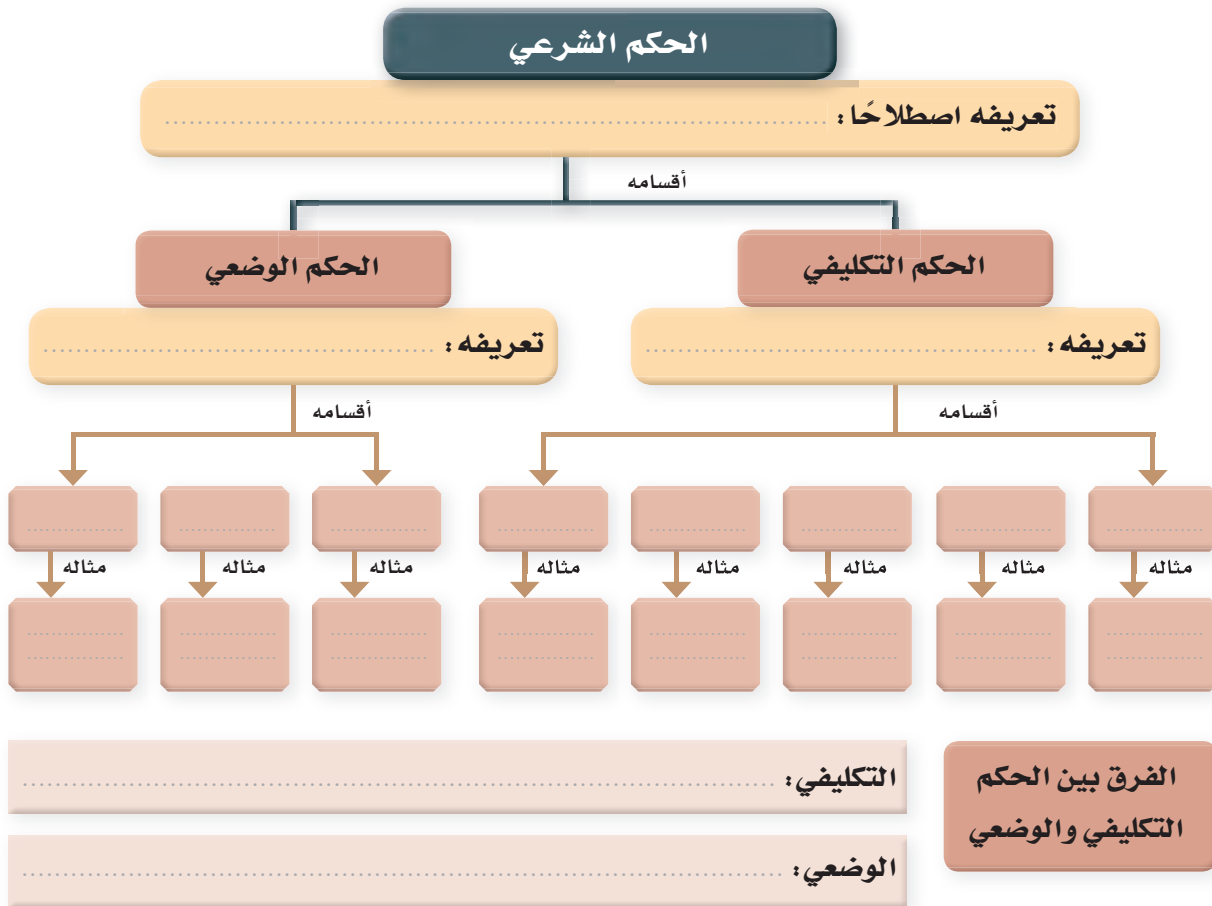 الحكم الشرعي
تعريفه اصطلاحًا: ........................................................................
أقسامه
الحكم التكليفي
الحكم الوضعي
تعريفه: ..........................................
تعريفه: ..........................................
أقسامه
أقسامه
مثاله
مثاله
مثاله
مثاله
مثاله
مثاله
مثاله
مثاله
الفرق بين الحكم
التكليفي والوضعي
التكليفي: ........................................................................
الوضعي: ........................................................................